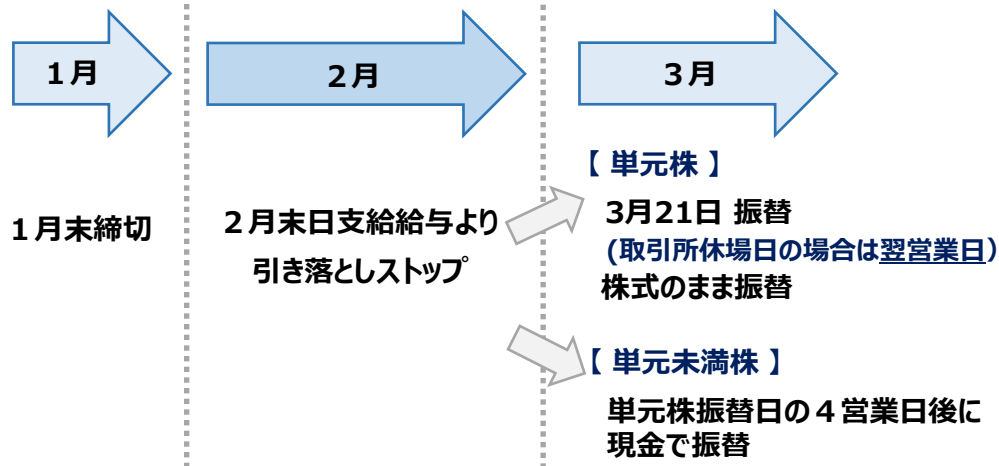 １月
２月
３月
１月末締切
２月末日支給給与より
引き落としストップ
【 単元株 】
3月21日 振替
(取引所休場日の場合は翌営業日）
株式のまま振替
【 単元未満株 】
単元株振替日の４営業日後に
現金で振替